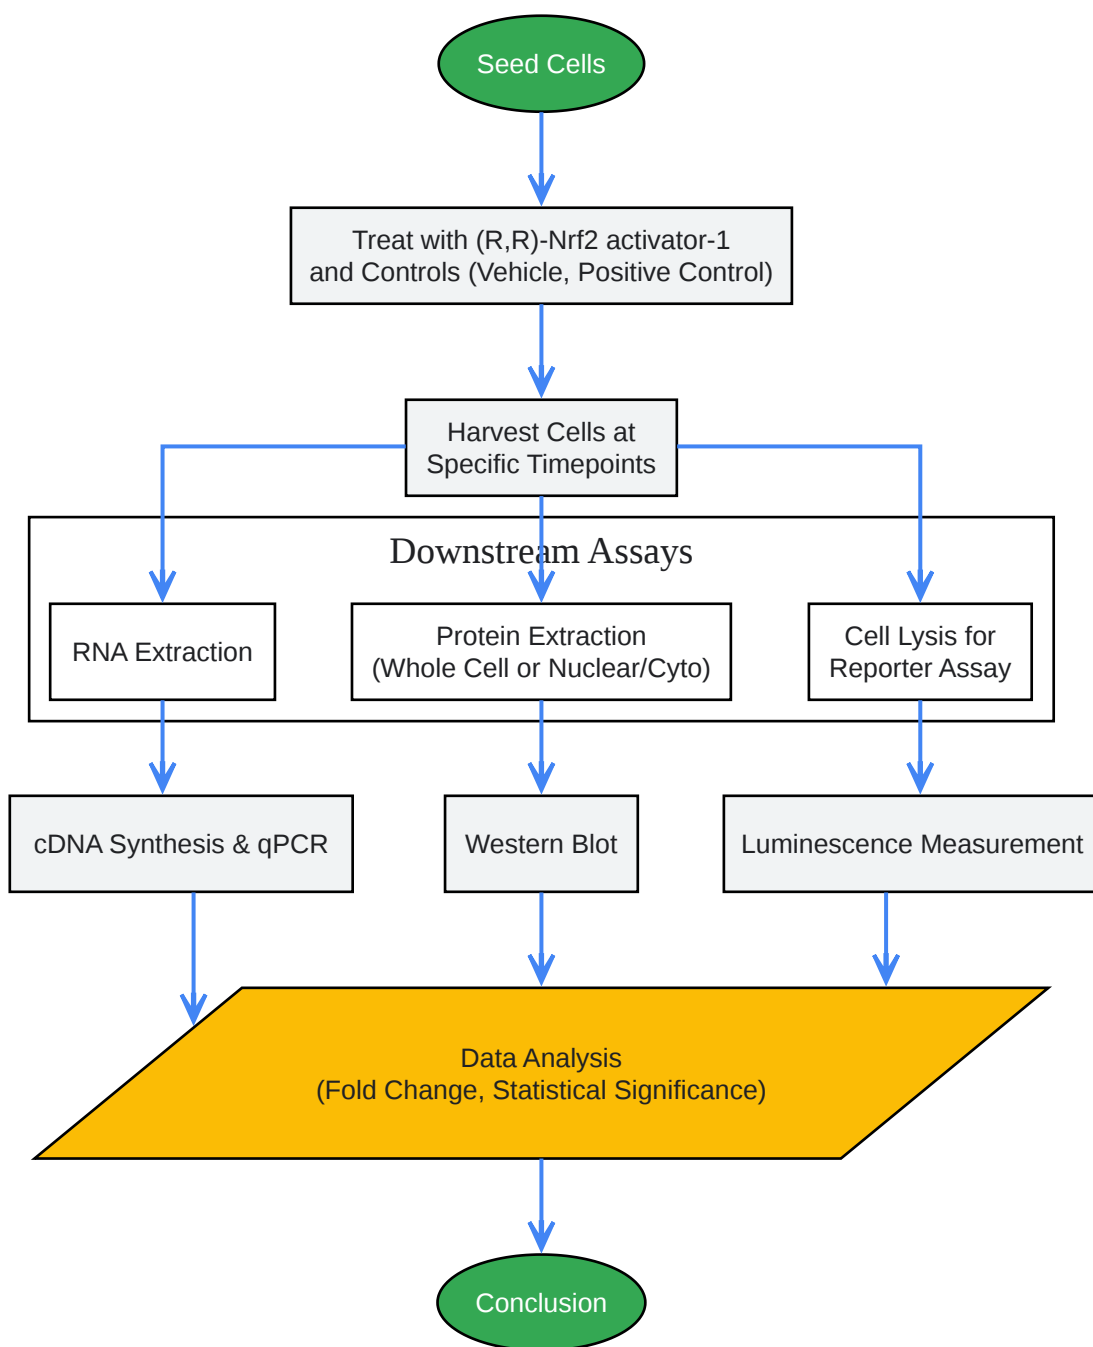 Seed Cells
Treat with (R,R)-Nrf2 activator-1
and Controls (Vehicle, Positive Control)
Harvest Cells at
Specific Timepoints
Downstream Assays
RNA Extraction
Protein Extraction
(Whole Cell or Nuclear/Cyto)
Cell Lysis for
Reporter Assay
cDNA Synthesis & qPCR
Western Blot
Luminescence Measurement
Data Analysis
(Fold Change, Statistical Significance)
Conclusion